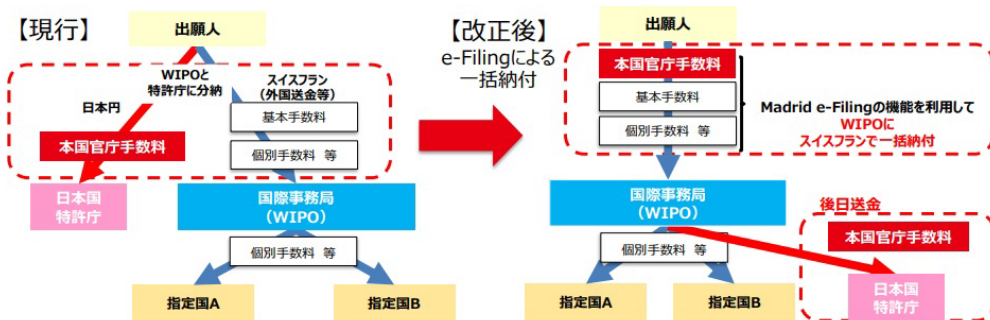 【現行】
出願人
WIPOと
特許庁に分納
日本円
スイスフラン
(外国送金等)
基本手数料
本国官庁手数料
個別手数料 等
日本国
特許庁
国際事務局
(WIPO)
個別手数料 等
指定国A
指定国B
【改正後】
e-Filingによる
一括納付
出願人
本国官庁手数料
基本手数料
個別手数料 等
Madrid e-Filingの機能を利用して
WIPOに
スイスフランで一括納付
国際事務局
(WIPO)
個別手数料 等
指定国A
指定国B
後日送金
本国官庁手数料
日本国
特許庁